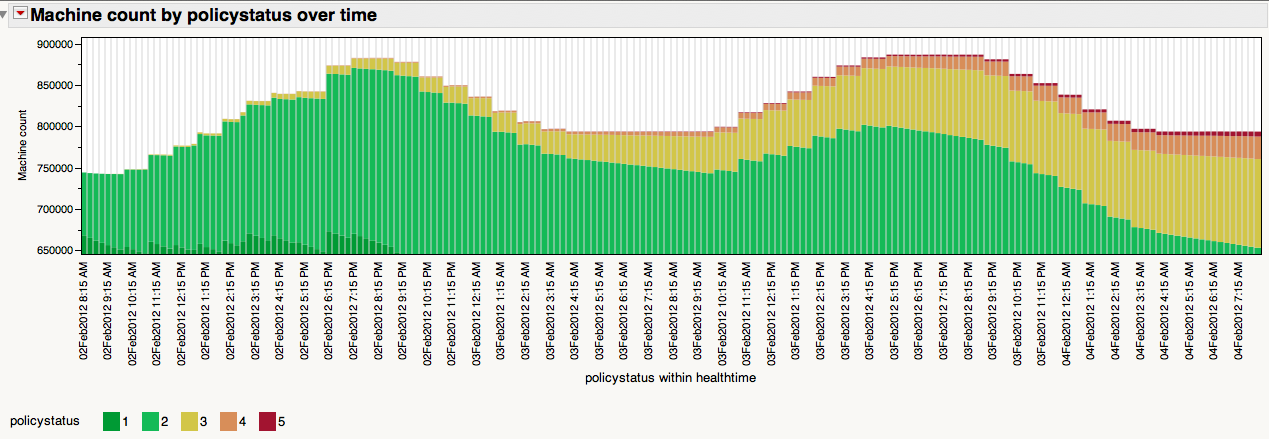 Machine count by policystatus over time
900000
850000
800000
750000
700000
650000
Machine count
02Feb2012 8:15 AM
02Feb2012 9:15 AM
02Feb2012 10:15 AM
02Feb2012 11:15 AM
02Feb2012 12:15 PM
02Feb2012 1:15 PM
02Feb2012 2:15 PM
02Feb2012 3:15 PM
02Feb2012 4:15 PM
02Feb2012 5:15 PM
02Feb2012 6:15 PM
02Feb2012 7:15 PM
02Feb2012 8:15 PM
02Feb2012 9:15 PM
02Feb2012 10:15 PM
02Feb2012 11:15 PM
03Feb2012 12:15 AM
03Feb2012 1:15 AM
03Feb2012 2:15 AM
03Feb2012 3:15 AM
03Feb2012 4:15 AM
03Feb2012 5:15 AM
03Feb2012 6:15 AM
03Feb2012 7:15 AM
03Feb2012 8:15 AM
03Feb2012 9:15 AM
03Feb2012 10:15 AM
03Feb2012 11:15 AM
03Feb2012 12:15 PM
03Feb2012 1:15 PM
03Feb2012 2:15 PM
03Feb2012 3:15 PM
03Feb2012 4:15 PM
03Feb2012 5:15 PM
03Feb2012 6:15 PM
03Feb2012 7:15 PM
03Feb2012 8:15 PM
03Feb2012 9:15 PM
03Feb2012 10:15 PM
03Feb2012 11:15 PM
04Feb2012 12:15 AM
04Feb2012 1:15 AM
04Feb2012 2:15 AM
04Feb2012 3:15 AM
04Feb2012 4:15 AM
04Feb2012 5:15 AM
04Feb2012 6:15 AM
04Feb2012 7:15 AM
policystatus within healthtime
policystatus 1 2 3 4 5